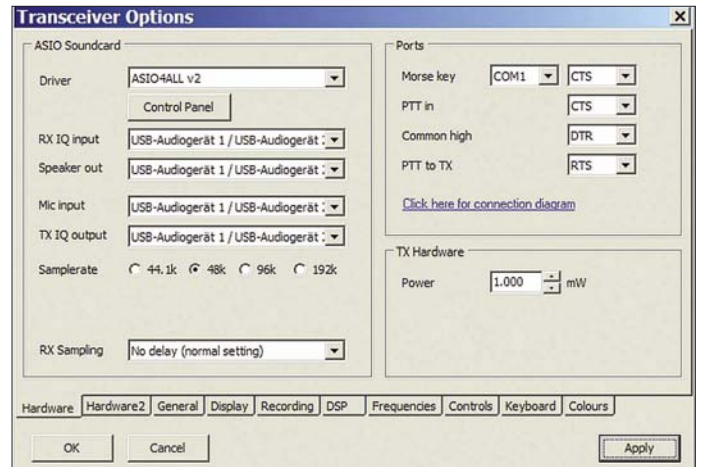 Transceiver Options
ASIO Soundcard
Driver
ASIO4ALL v2
Control Panel
RX IQ input
USB-Audiogerät 1 / USB-Audiogerät
Speaker out
USB-Audiogerät 1 / USB-Audiogerät
Mic input
USB-Audiogerät 1 / USB-Audiogerät
TX IQ output
USB-Audiogerät 1 / USB-Audiogerät
Samplerate
44.1k 48k 96k 192k
RX Sampling
No delay (normal setting)
Ports
Morse key COM1 CTS
PTT in CTS
Common high DTR
PTT to TX RTS
Click here for connection diagram
TX Hardware
Power 1.000 mW
Hardware Hardware2 General Display Recording DSP Frequencies Controls Keyboard Colours
OK Cancel Apply